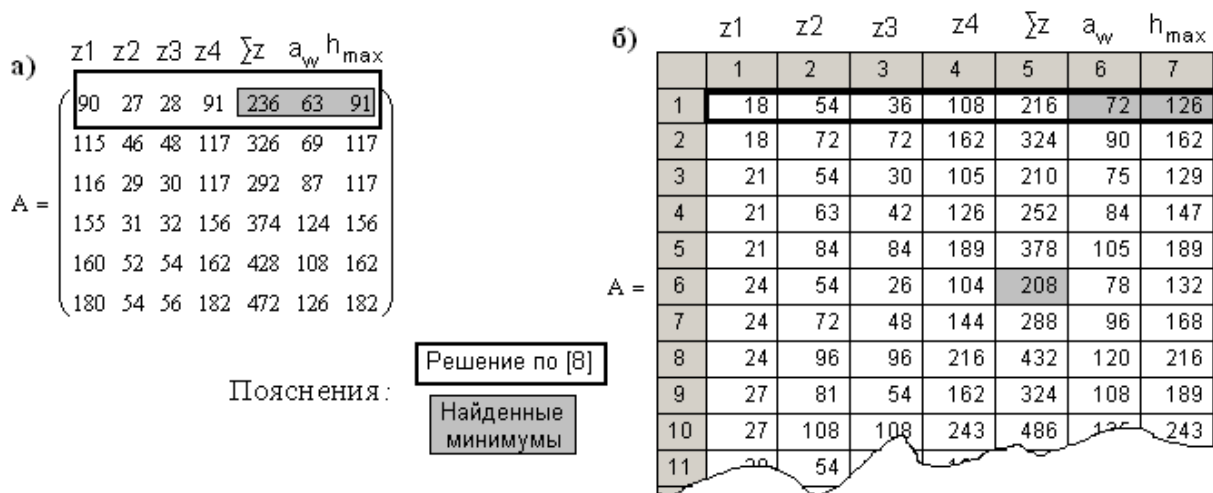 а)
z1 z2 z3 z4 ∑z a_w h_max
A =
90 27 28 91 236 63 91
115 46 48 117 326 69 117
116 29 30 117 292 87 117
155 31 32 156 374 124 156
160 52 54 162 428 108 162
180 54 56 182 472 126 182
Пояснения:
Решение по [8]
Найденные
минимумы
б)
z1 z2 z3 z4 ∑z a_w h_max
1 2 3 4 5 6 7
A =
1 18 54 36 108 216 72 126
2 18 72 72 162 324 90 162
3 21 54 30 105 210 75 129
4 21 63 42 126 252 84 147
5 21 84 84 189 378 105 189
6 24 54 26 104 208 78 132
7 24 72 48 144 288 96 168
8 24 96 96 216 432 120 216
9 27 81 54 162 324 108 189
10 27 108 108 243 486 135 243
11 54